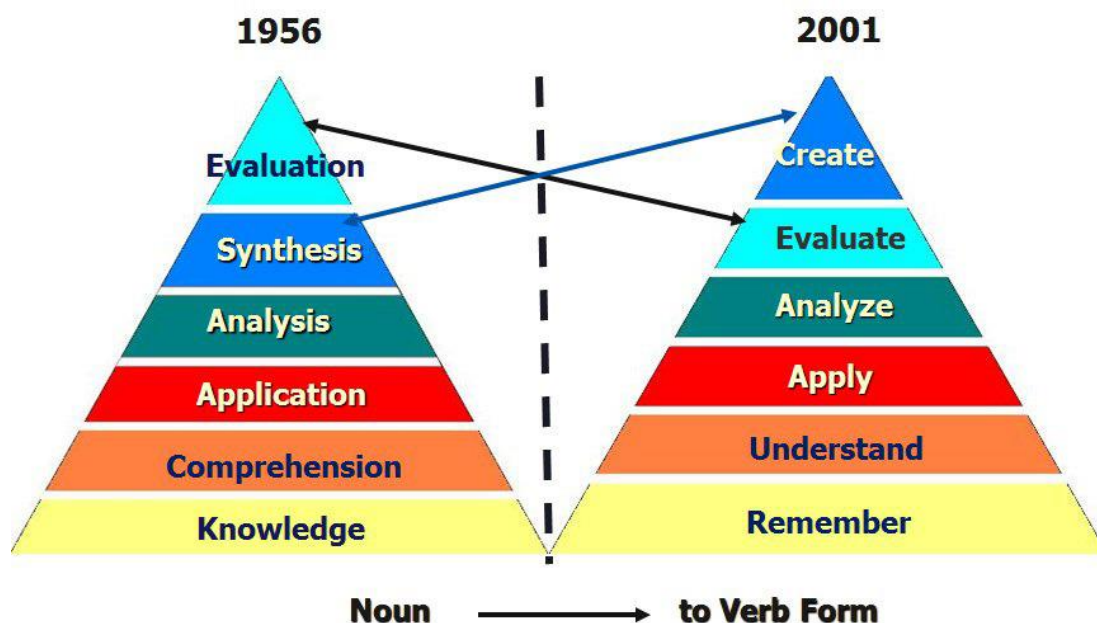 1956
Evaluation
Synthesis
Analysis
Application
Comprehension
Knowledge
2001
Create
Evaluate
Analyze
Apply
Understand
Remember
Noun to Verb Form